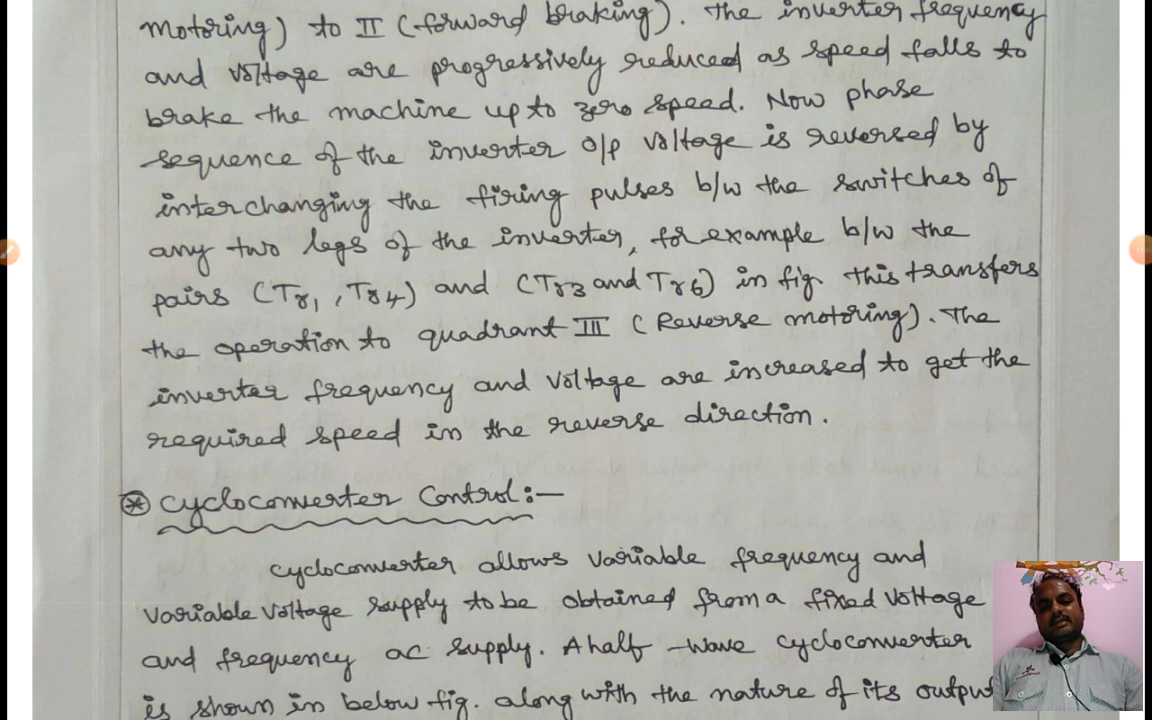 motoring) to II (forward braking). The inverter frequency
and voltage are progressively reduced as speed falls to
brake the machine up to zero speed. Now phase
sequence of the inverter o/p voltage is reversed by
interchanging the firing pulses b/w the switches of
any two legs of the inverter, for example b/w the
pairs (Tr1, Tr4) and (Tr3 and Tr6) in fig this transfers
the operation to quadrant III (Reverse motoring). The
inverter frequency and voltage are increased to get the
required speed in the reverse direction.
* Cycloconverter Control:-
cycloconverter allows variable frequency and
variable voltage supply to be obtained from a fixed voltage
and frequency ac supply. A half-wave cycloconverter
is shown in below fig. along with the nature of its output